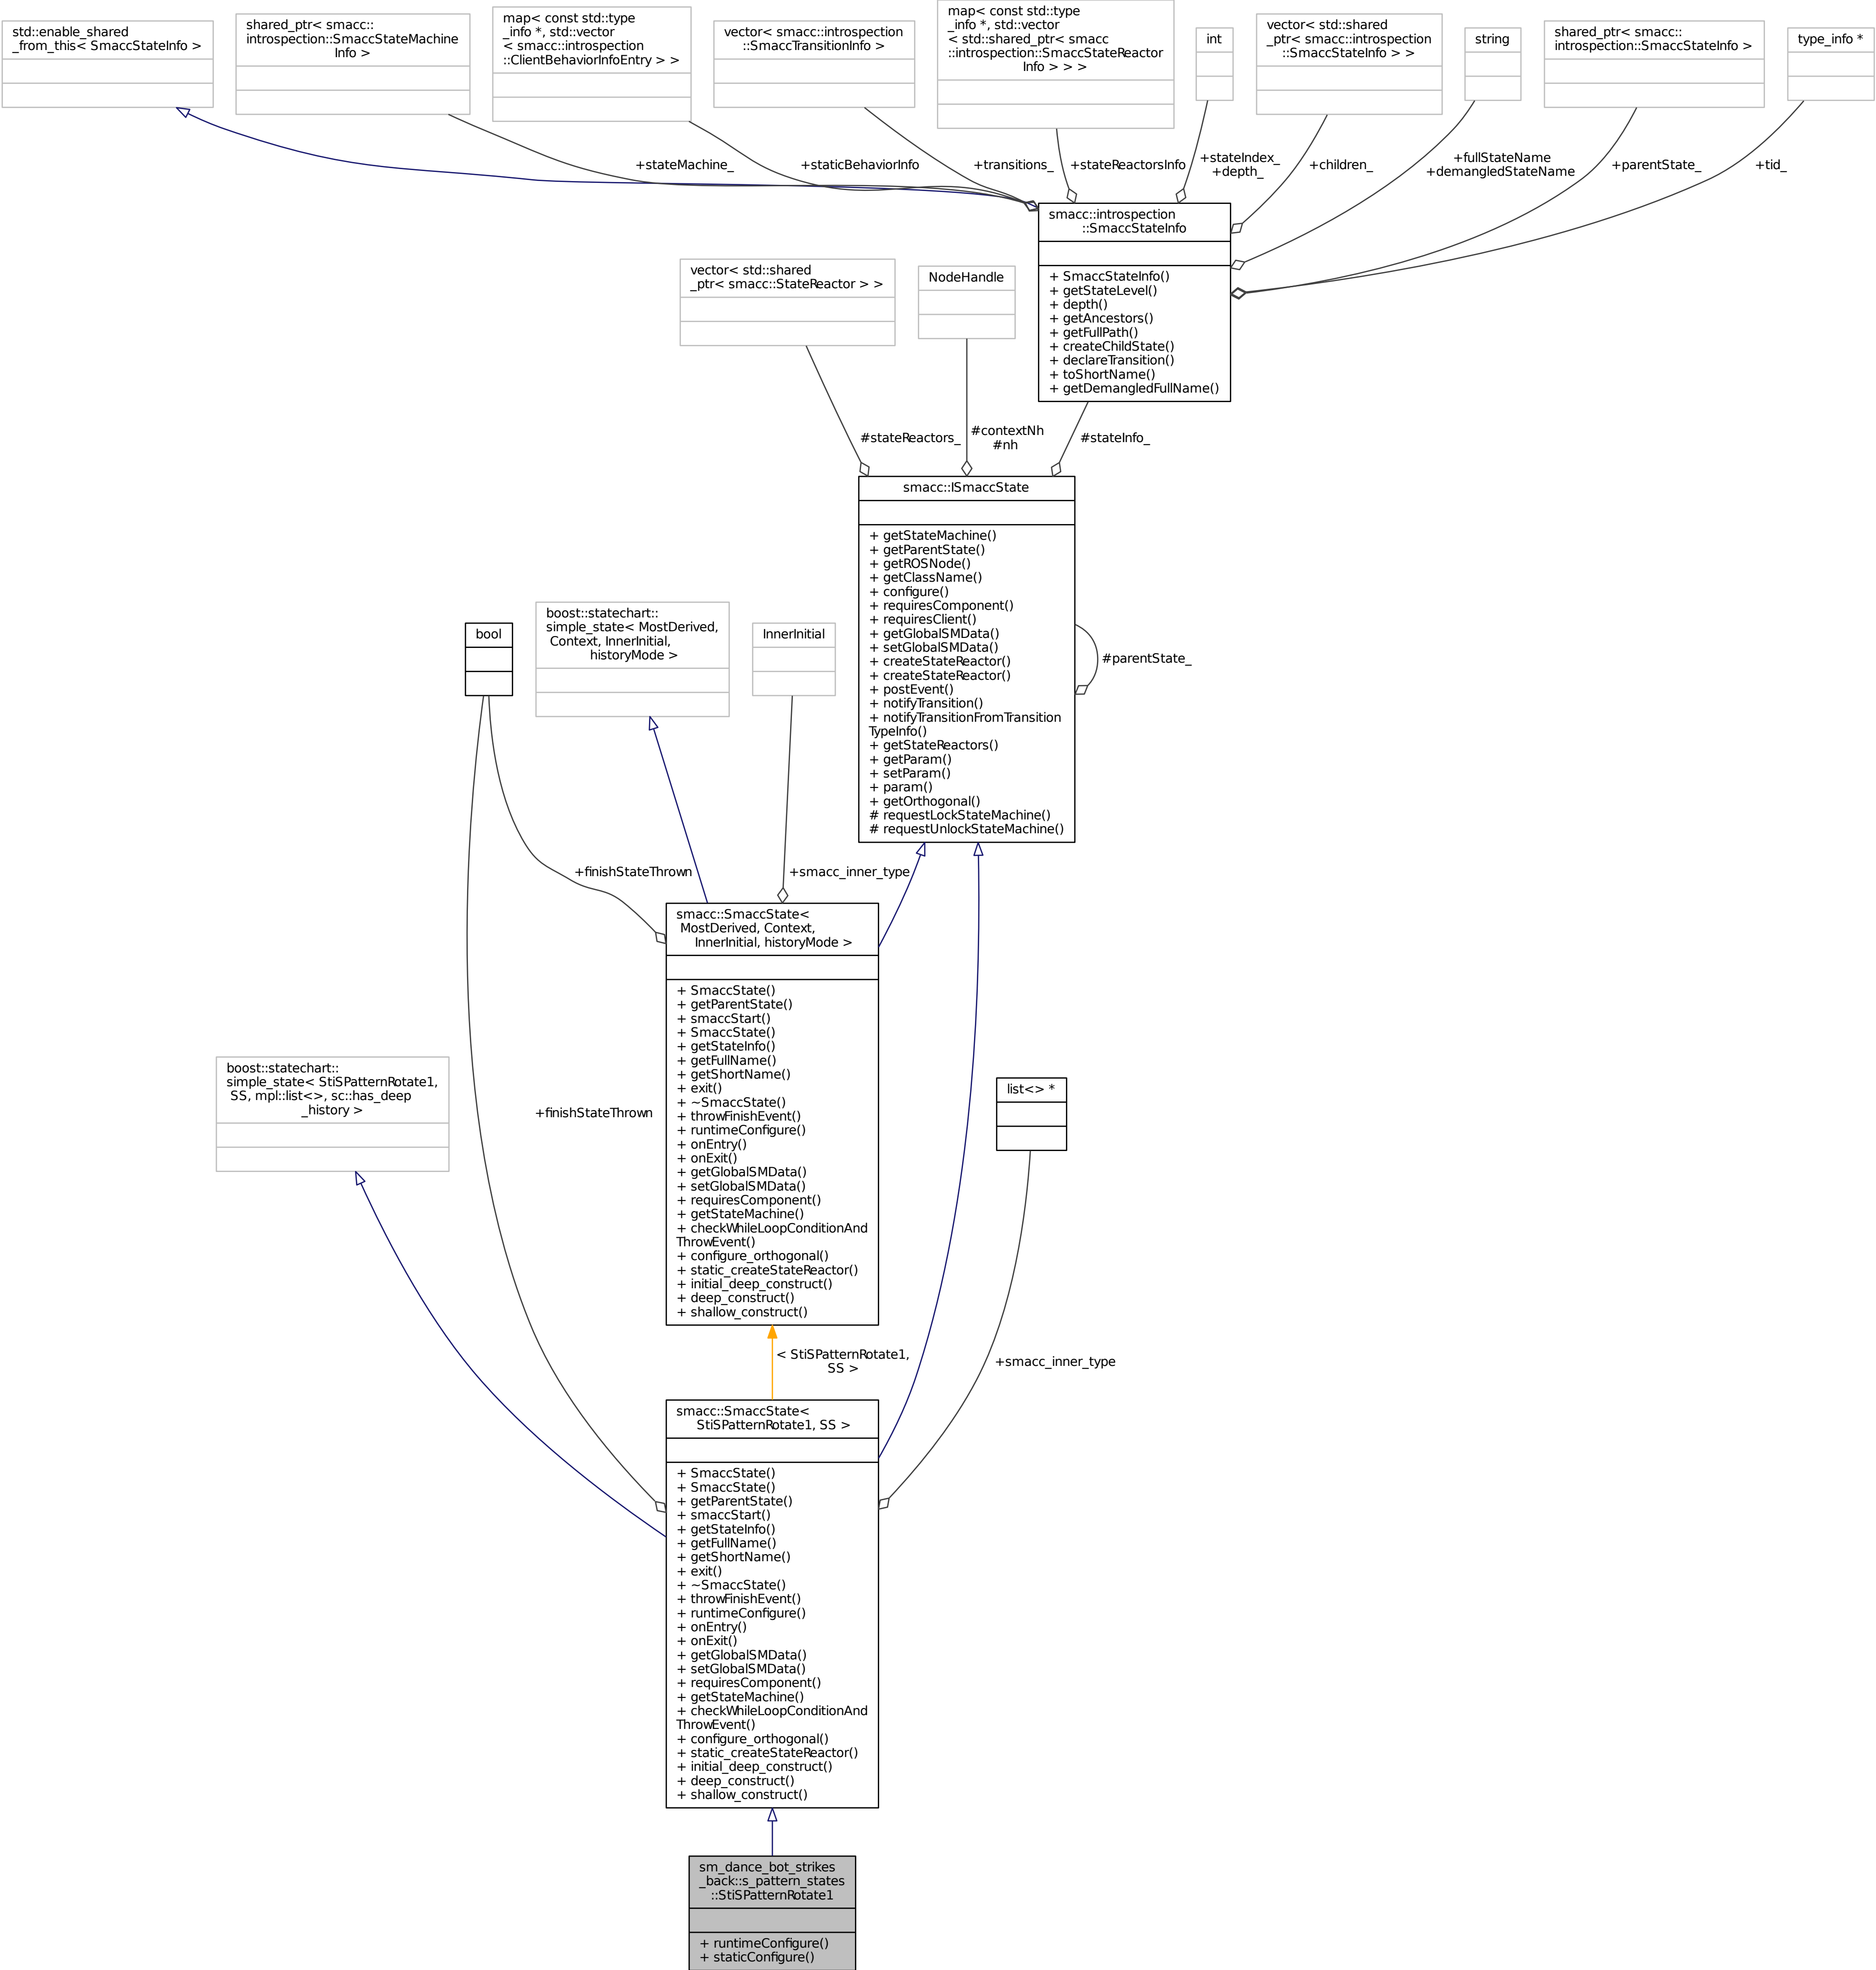 std::enable_shared
_from_this< SmaccStateInfo >
shared_ptr< smacc::
introspection::SmaccStateMachine
Info >
map< const std::type
_info *, std::vector
< smacc::introspection
::ClientBehaviorInfoEntry > >
vector< smacc::introspection
::SmaccTransitionInfo >
map< const std::type
_info *, std::vector
< std::shared_ptr< smacc
::introspection::SmaccStateReactor
Info > > >
int
vector< std::shared
_ptr< smacc::introspection
::SmaccStateInfo > >
string
shared_ptr< smacc::
introspection::SmaccStateInfo >
type_info *
+stateMachine_
+staticBehaviorInfo
+transitions_
+stateReactorsInfo
+stateIndex_
+depth_
+children_
+fullStateName
+demangledStateName
+parentState_
+tid_
smacc::introspection
::SmaccStateInfo
+ SmaccStateInfo()
+ getStateLevel()
+ depth()
+ getAncestors()
+ getFullPath()
+ createChildState()
+ declareTransition()
+ toShortName()
+ getDemangledFullName()
vector< std::shared
_ptr< smacc::StateReactor > >
NodeHandle
#stateReactors_
#contextNh
#nh
#stateInfo_
smacc::ISmaccState
+ getStateMachine()
+ getParentState()
+ getROSNode()
+ getClassName()
+ configure()
+ requiresComponent()
+ requiresClient()
+ getGlobalSMData()
+ setGlobalSMData()
+ createStateReactor()
+ createStateReactor()
+ postEvent()
+ notifyTransition()
+ notifyTransitionFromTransition
TypeInfo()
+ getStateReactors()
+ getParam()
+ setParam()
+ param()
+ getOrthogonal()
# requestLockStateMachine()
# requestUnlockStateMachine()
#parentState_
bool
boost::statechart::
simple_state< MostDerived,
Context, InnerInitial,
historyMode >
InnerInitial
+finishStateThrown
+smacc_inner_type
smacc::SmaccState<
MostDerived, Context,
InnerInitial, historyMode >
+ SmaccState()
+ getParentState()
+ smaccStart()
+ SmaccState()
+ getStateInfo()
+ getFullName()
+ getShortName()
+ exit()
+ ~SmaccState()
+ throwFinishEvent()
+ runtimeConfigure()
+ onEntry()
+ onExit()
+ getGlobalSMData()
+ setGlobalSMData()
+ requiresComponent()
+ getStateMachine()
+ checkWhileLoopConditionAnd
ThrowEvent()
+ configure_orthogonal()
+ static_createStateReactor()
+ initial_deep_construct()
+ deep_construct()
+ shallow_construct()
boost::statechart::
simple_state< StiSPatternRotate1,
SS, mpl::list<>, sc::has_deep
_history >
+finishStateThrown
list<> *
< StiSPatternRotate1,
SS >
+smacc_inner_type
smacc::SmaccState<
StiSPatternRotate1, SS >
+ SmaccState()
+ SmaccState()
+ getParentState()
+ smaccStart()
+ getStateInfo()
+ getFullName()
+ getShortName()
+ exit()
+ ~SmaccState()
+ throwFinishEvent()
+ runtimeConfigure()
+ onEntry()
+ onExit()
+ getGlobalSMData()
+ setGlobalSMData()
+ requiresComponent()
+ getStateMachine()
+ checkWhileLoopConditionAnd
ThrowEvent()
+ configure_orthogonal()
+ static_createStateReactor()
+ initial_deep_construct()
+ deep_construct()
+ shallow_construct()
sm_dance_bot_strikes
_back::s_pattern_states
::StiSPatternRotate1
+ runtimeConfigure()
+ staticConfigure()